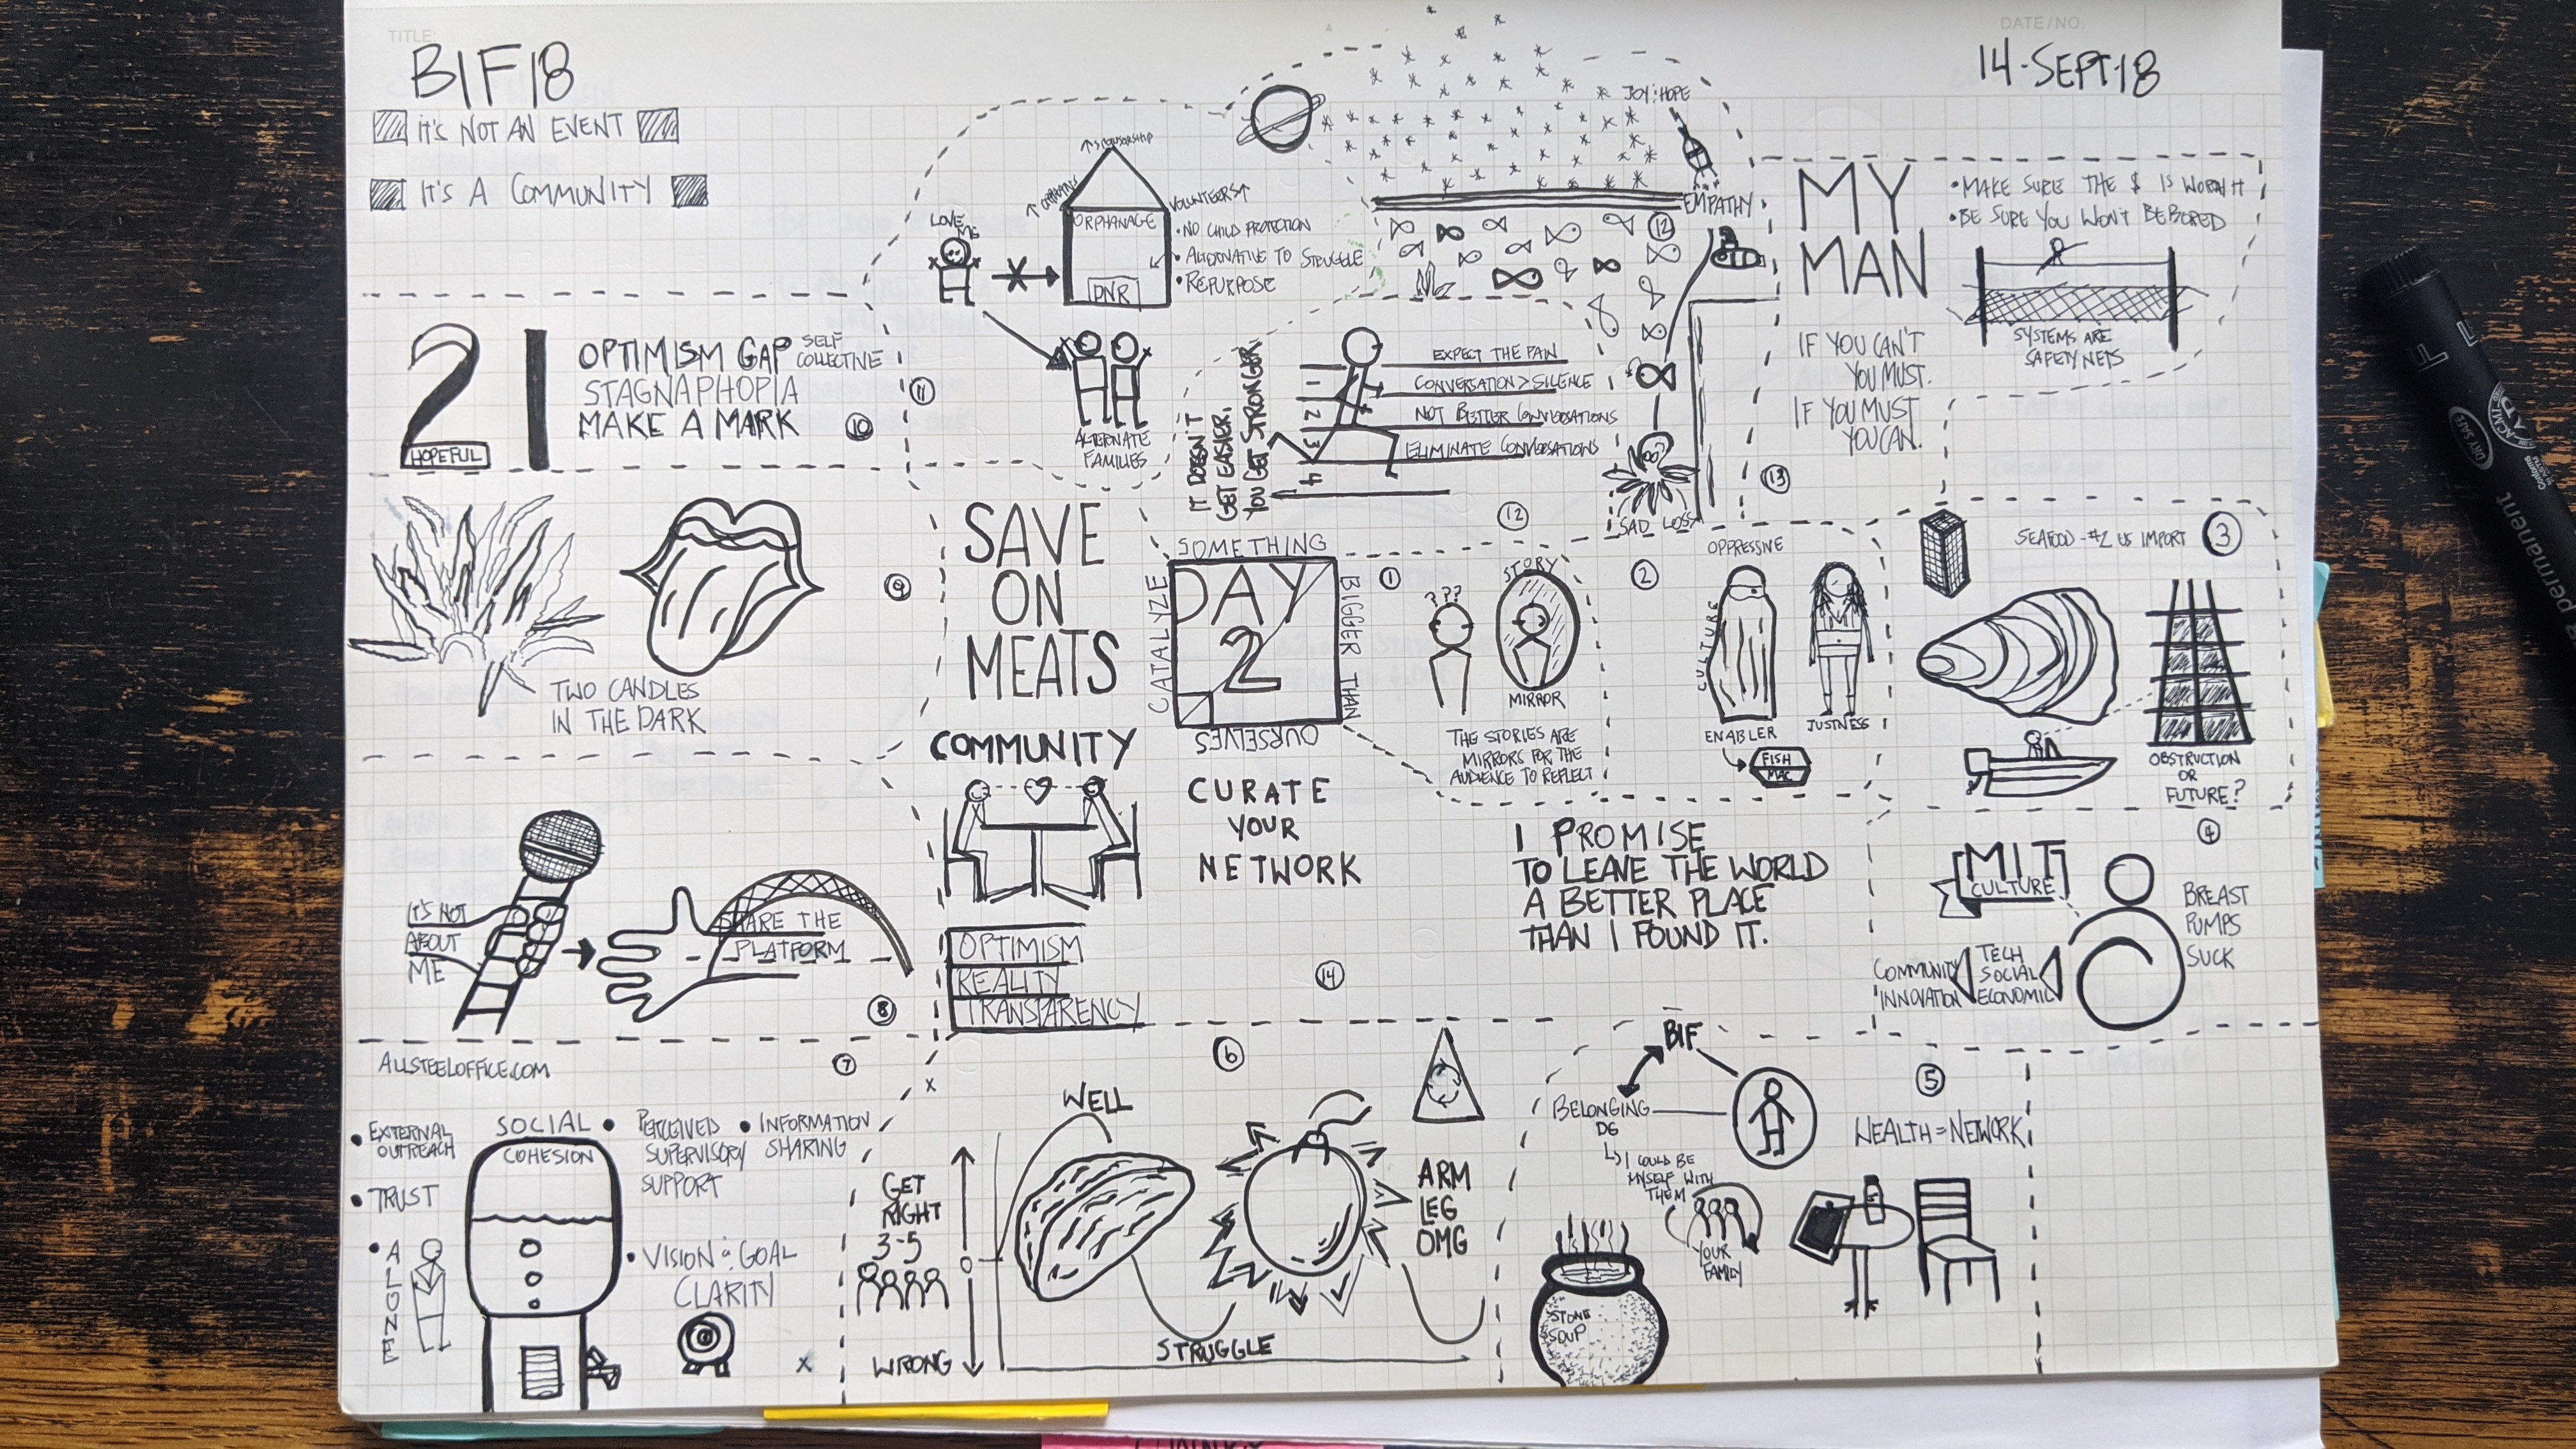 TITLE:
DATE/NO.
BIF18
14-SEPT-18
IT'S NOT AN EVENT
IT'S A COMMUNITY
21
HOPEFUL
OPTIMISM GAP
SELF
COLLECTIVE
STAGNAPHOPIA
MAKE A MARK
10
LOVE ME
ORPHANAGE
DNR
VOLUNTEERS↑
• NO CHILD PROTECTION
• ALTERNATIVE TO STRUGGLE
• REPURPOSE
ALTERNATE
FAMILIES
11
JOY : HOPE
EMPATHY
12
SAD LOSS
IT DOESN'T
GET EASIER.
YOU GET STRONGER.
1
2
3
4
EXPECT THE PAIN
CONVERSATION > SILENCE
NOT BETTER CONVERSATIONS
ELIMINATE CONVERSATIONS
12
MY
MAN
• MAKE SURE THE $ IS WORTH IT
• BE SURE YOU WON'T BE BORED
SYSTEMS ARE
SAFETY NETS
IF YOU CAN'T
YOU MUST.
IF YOU MUST
YOU CAN.
13
TWO CANDLES
IN THE DARK
9
SAVE
ON
MEATS
COMMUNITY
OPTIMISM
REALITY
TRANSPARENCY
CATALYZE
SOMETHING
BIGGER THAN
OURSELVES
DAY
2
CURATE
YOUR
NETWORK
14
I PROMISE
TO LEAVE THE WORLD
A BETTER PLACE
THAN I FOUND IT.
1
???
STORY
MIRROR
THE STORIES ARE
MIRRORS FOR THE
AUDIENCE TO REFLECT
2
OPPRESSIVE
CULTURE
ENABLER
JUSTNESS
FISH
MAC
SEAFOOD - #2 US IMPORT
3
OBSTRUCTION
OR
FUTURE?
4
MIT
CULTURE
BREAST
PUMPS
SUCK
COMMUNITY
INNOVATION
TECH
SOCIAL
ECONOMIC
IT'S NOT
ABOUT
ME
SHARE THE
PLATFORM
8
ALLSTEELOFFICE.COM
7
• EXTERNAL
OUTREACH
• TRUST
• ALONE
SOCIAL
COHESION
• PERCEIVED
SUPERVISORY
SUPPORT
• INFORMATION
SHARING
• VISION & GOAL
CLARITY
6
WELL
GET
RIGHT
3-5
WRONG
STRUGGLE
ARM
LEG
OMG
BIF
BELONGING
I COULD BE
MYSELF WITH
THEM
YOUR
FAMILY
STONE
SOUP
5
WEALTH = NETWORK
permanent
DRY SAFE